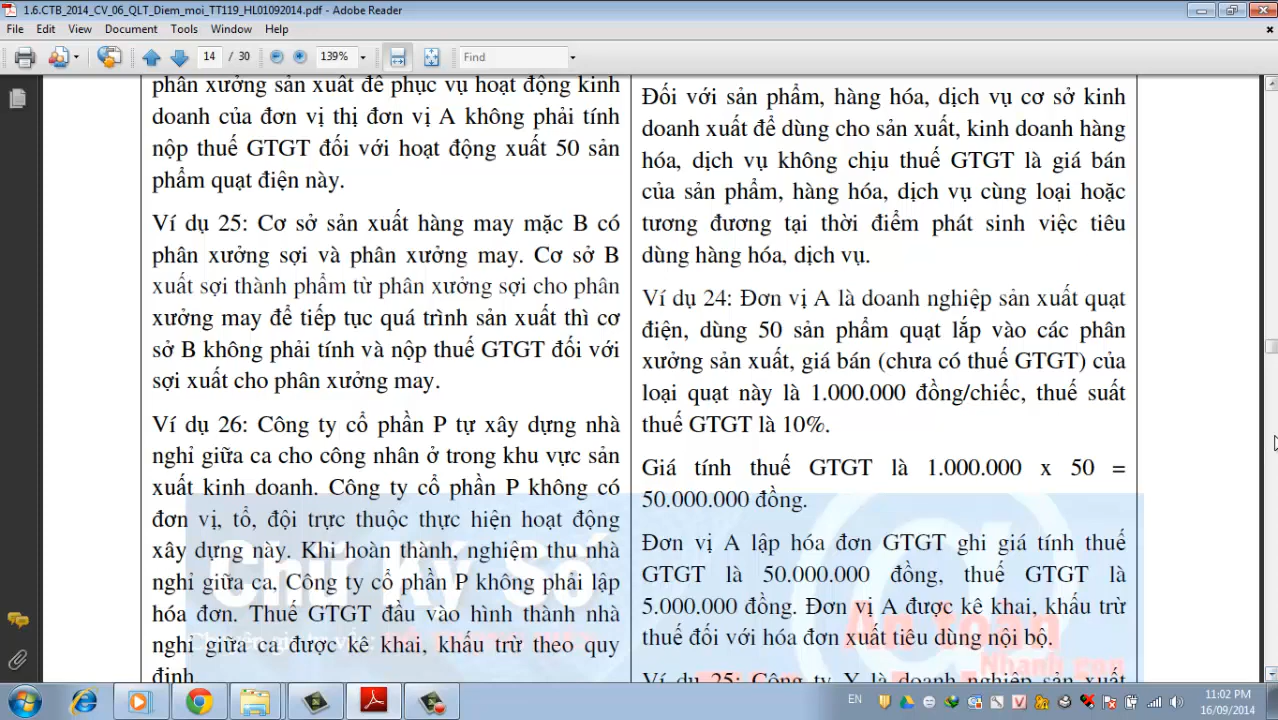 1.6.CTB_2014_CV_06_QLT_Diem_moi_TT119_HL01092014.pdf - Adobe Reader
File Edit View Document Tools Window Help
14 / 30 139% Find
phân xưởng sản xuất để phục vụ hoạt động kinh
doanh của đơn vị thị đơn vị A không phải tính
nộp thuế GTGT đối với hoạt động xuất 50 sản
phẩm quạt điện này.
Ví dụ 25: Cơ sở sản xuất hàng may mặc B có
phân xưởng sợi và phân xưởng may. Cơ sở B
xuất sợi thành phẩm từ phân xưởng sợi cho phân
xưởng may để tiếp tục quá trình sản xuất thì cơ
sở B không phải tính và nộp thuế GTGT đối với
sợi xuất cho phân xưởng may.
Ví dụ 26: Công ty cổ phần P tự xây dựng nhà
nghỉ giữa ca cho công nhân ở trong khu vực sản
xuất kinh doanh. Công ty cổ phần P không có
đơn vị, tổ, đội trực thuộc thực hiện hoạt động
xây dựng này. Khi hoàn thành, nghiệm thu nhà
nghỉ giữa ca, Công ty cổ phần P không phải lập
hóa đơn. Thuế GTGT đầu vào hình thành nhà
nghỉ giữa ca được kê khai, khấu trừ theo quy
định
Đối với sản phẩm, hàng hóa, dịch vụ cơ sở kinh
doanh xuất để dùng cho sản xuất, kinh doanh hàng
hóa, dịch vụ không chịu thuế GTGT là giá bán
của sản phẩm, hàng hóa, dịch vụ cùng loại hoặc
tương đương tại thời điểm phát sinh việc tiêu
dùng hàng hóa, dịch vụ.
Ví dụ 24: Đơn vị A là doanh nghiệp sản xuất quạt
điện, dùng 50 sản phẩm quạt lắp vào các phân
xưởng sản xuất, giá bán (chưa có thuế GTGT) của
loại quạt này là 1.000.000 đồng/chiếc, thuế suất
thuế GTGT là 10%.
Giá tính thuế GTGT là 1.000.000 x 50 =
50.000.000 đồng.
Đơn vị A lập hóa đơn GTGT ghi giá tính thuế
GTGT là 50.000.000 đồng, thuế GTGT là
5.000.000 đồng. Đơn vị A được kê khai, khấu trừ
thuế đối với hóa đơn xuất tiêu dùng nội bộ.
Ví dụ 25: Công ty Y là doanh nghiệp sản xuất
Chữ Ký Số
An toàn
EN 11:02 PM
16/09/2014